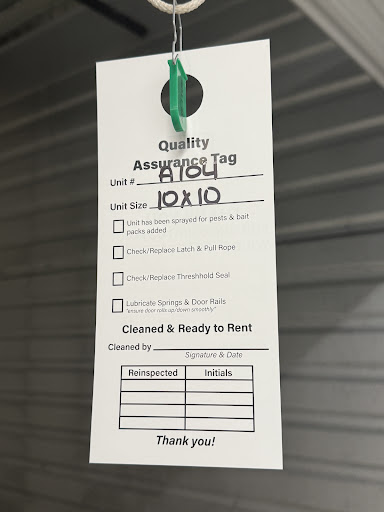 Quality
Assurance Tag
Unit # A104
Unit Size 10x10
Unit has been sprayed for pests & bait
packs added
Check/Replace Latch & Pull Rope
Check/Replace Threshhold Seal
Lubricate Springs & Door Rails
"ensure door rolls up/down smoothly"
Cleaned & Ready to Rent
Cleaned by
Signature & Date
Reinspected Initials
Thank you!